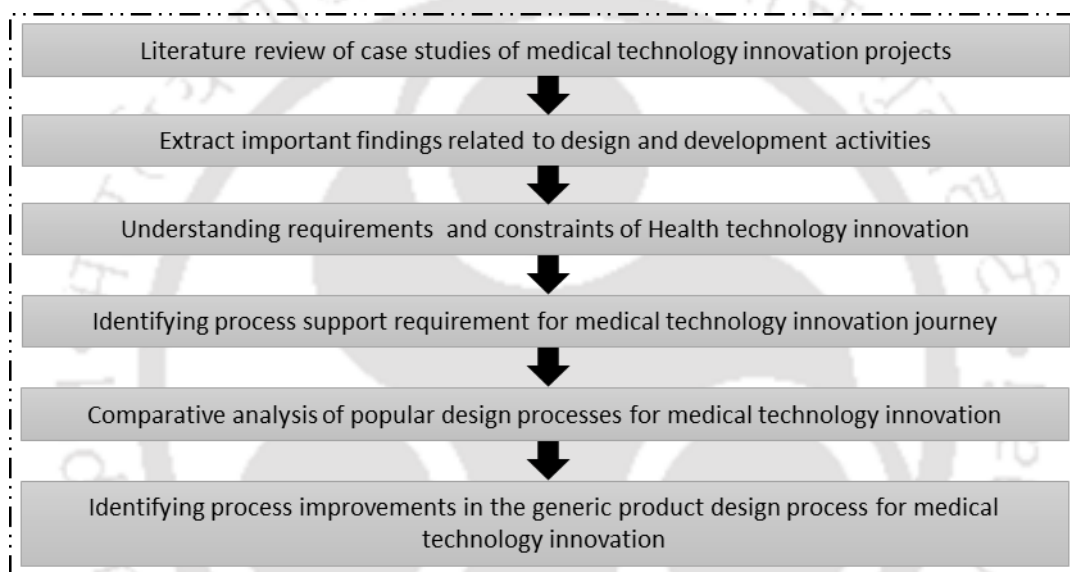 Literature review of case studies of medical technology innovation projects
Extract important findings related to design and development activities
Understanding requirements and constraints of Health technology innovation
Identifying process support requirement for medical technology innovation journey
Comparative analysis of popular design processes for medical technology innovation
Identifying process improvements in the generic product design process for medical
technology innovation